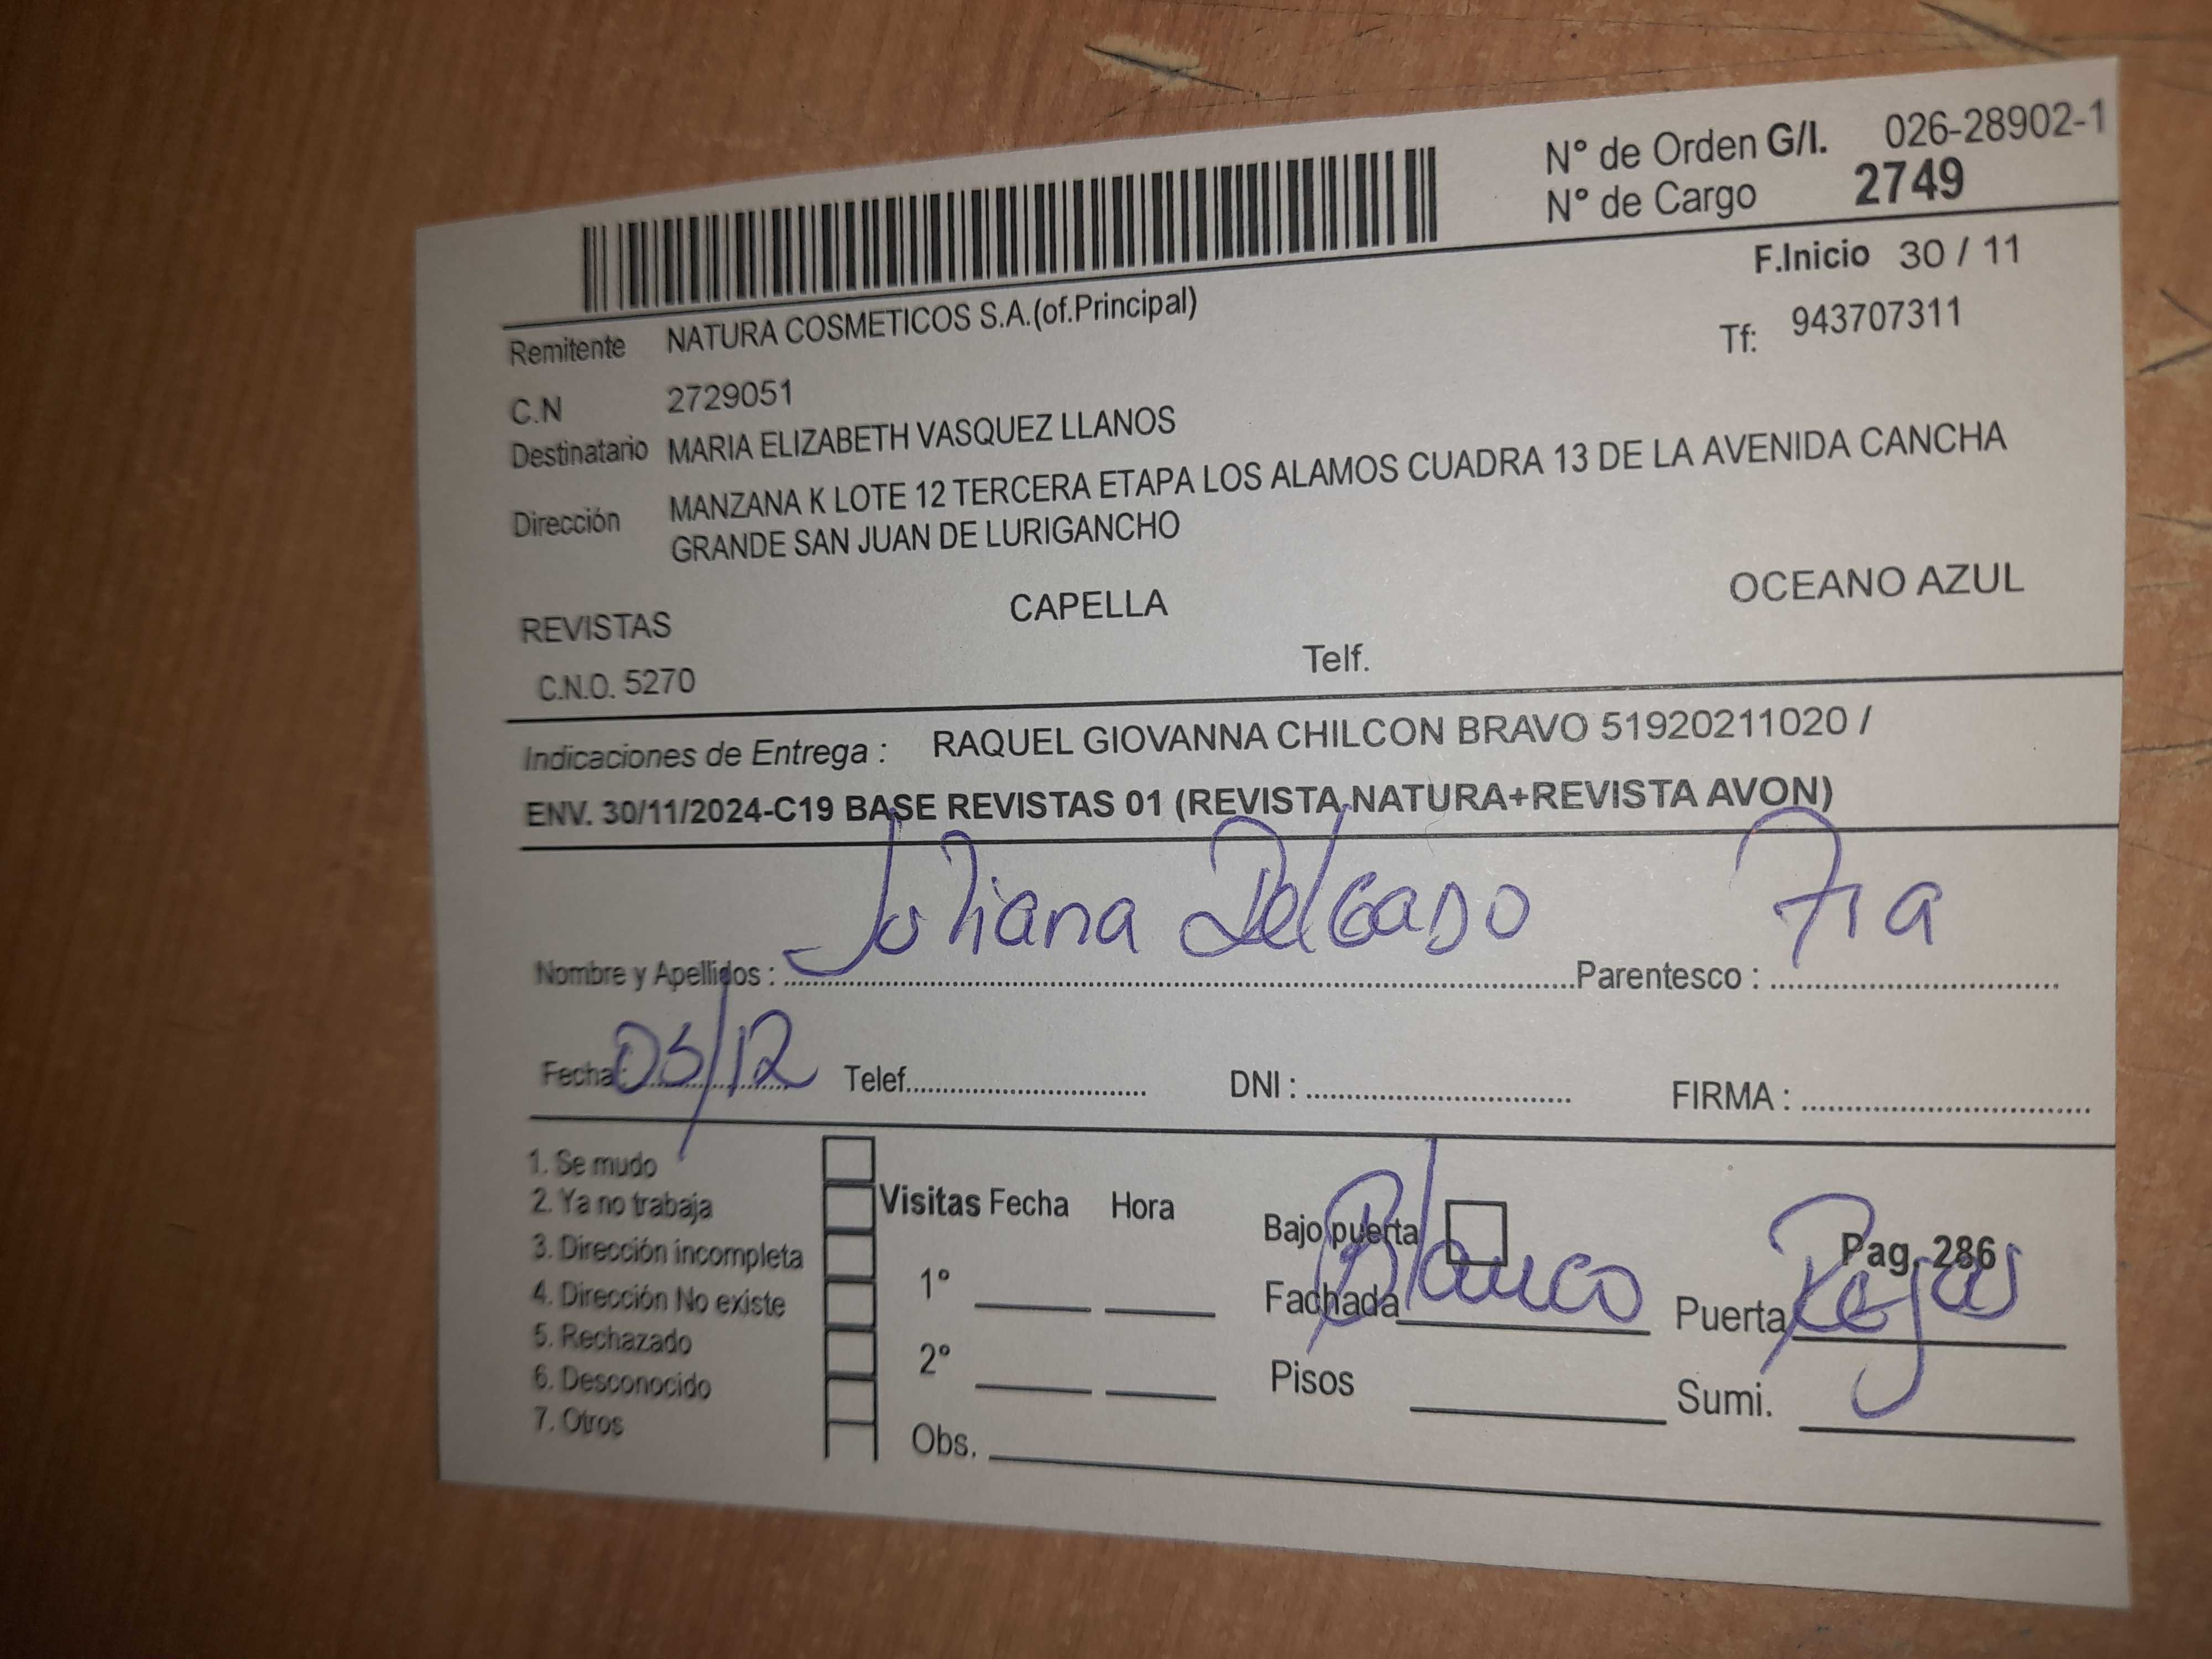 N° de Orden G/I. 026-28902-1
N° de Cargo 2749
F.Inicio 30 / 11
Remitente NATURA COSMETICOS S.A.(of.Principal)
Tf: 943707311
C.N 2729051
Destinatario MARIA ELIZABETH VASQUEZ LLANOS
Dirección MANZANA K LOTE 12 TERCERA ETAPA LOS ALAMOS CUADRA 13 DE LA AVENIDA CANCHA
GRANDE SAN JUAN DE LURIGANCHO
REVISTAS CAPELLA OCEANO AZUL
C.N.O. 5270 Telf.
Indicaciones de Entrega : RAQUEL GIOVANNA CHILCON BRAVO 51920211020 /
ENV. 30/11/2024-C19 BASE REVISTAS 01 (REVISTA NATURA+REVISTA AVON)
Nombre y Apellidos : Juliana Delgado Parentesco : Tia
Fecha: 03/12 Telef. DNI : FIRMA :
1. Se mudo
2. Ya no trabaja Visitas Fecha Hora Bajo puerta Pag. 286
3. Dirección incompleta
4. Dirección No existe 1° Fachada Blanco Puerta Rejas
5. Rechazado
6. Desconocido 2° Pisos Sumi.
7. Otros Obs.